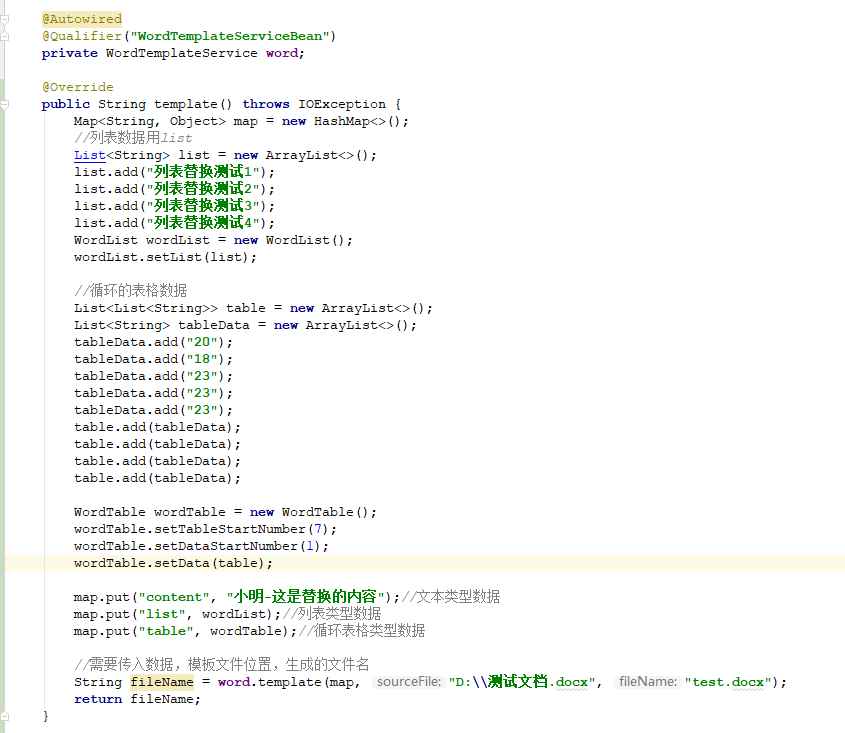 @Autowired
@Qualifier("WordTemplateServiceBean")
private WordTemplateService word;
@Override
public String template() throws IOException {
Map<String, Object> map = new HashMap<>();
//列表数据用list
List<String> list = new ArrayList<>();
list.add("列表替换测试1");
list.add("列表替换测试2");
list.add("列表替换测试3");
list.add("列表替换测试4");
WordList wordList = new WordList();
wordList.setList(list);
//循环的表格数据
List<List<String>> table = new ArrayList<>();
List<String> tableData = new ArrayList<>();
tableData.add("20");
tableData.add("18");
tableData.add("23");
tableData.add("23");
tableData.add("23");
table.add(tableData);
table.add(tableData);
table.add(tableData);
table.add(tableData);
WordTable wordTable = new WordTable();
wordTable.setTableStartNumber(7);
wordTable.setDataStartNumber(1);
wordTable.setData(table);
map.put("content", "小明-这是替换的内容");//文本类型数据
map.put("list", wordList);//列表类型数据
map.put("table", wordTable);//循环表格类型数据
//需要传入数据，模板文件位置，生成的文件名
String fileName = word.template(map, sourceFile: "D:\\测试文档.docx", fileName: "test.docx");
return fileName;
}